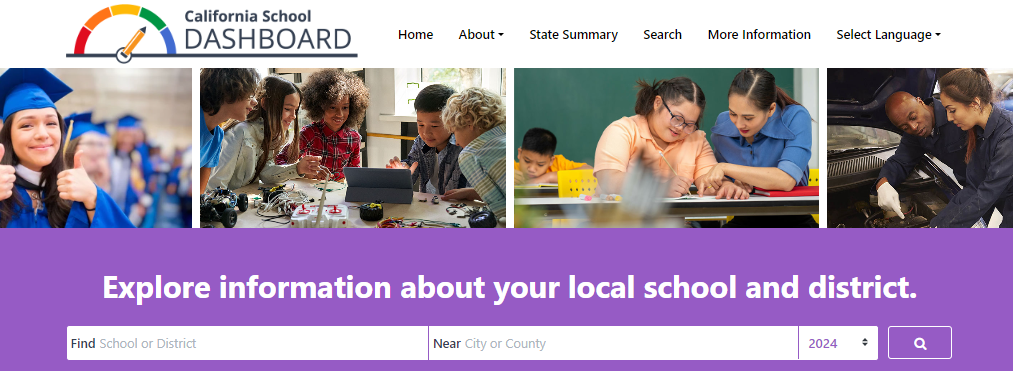 California School
DASHBOARD
Home About State Summary Search More Information Select Language
Explore information about your local school and district.
Find School or District Near City or County 2024